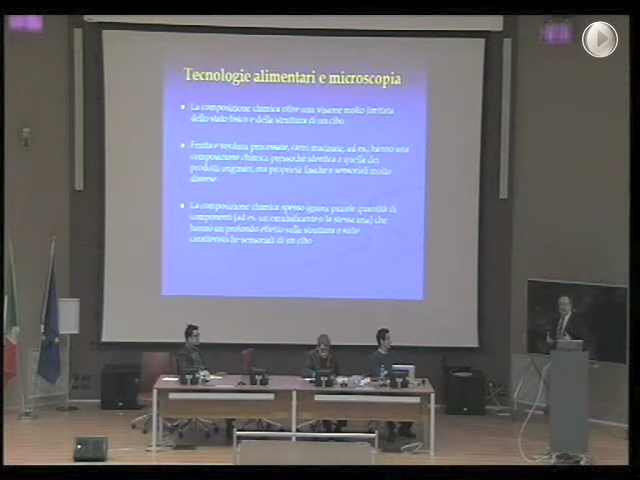 Tecnologie alimentari e microscopia
La composizione chimica offre una visione molto limitata
dello stato fisico e della struttura di un cibo
Frutta e verdura processate, carni macinate, ad es., hanno una
composizione chimica pressoché identica a quella dei
prodotti originari, ma proprietà fisiche e sensoriali molto
diverse
La composizione chimica spesso ignora piccole quantità di
componenti (ad es. un emulsificante o la stessa aria) che
hanno un profondo effetto sulla struttura e sulle
caratteristiche sensoriali di un cibo